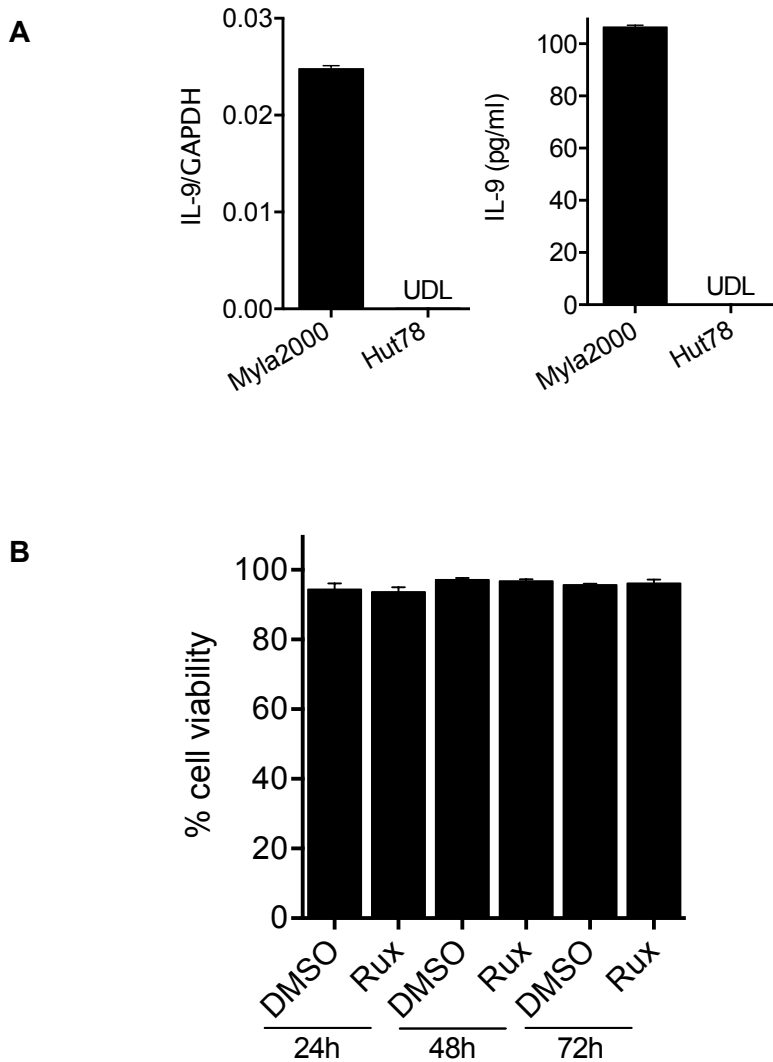 A
IL-9/GAPDH
0.03
0.02
0.01
0.00
UDL
Myla2000
Hut78
IL-9 (pg/ml)
100
80
60
40
20
0
UDL
Myla2000
Hut78
B
% cell viability
100
80
60
40
20
0
DMSO
Rux
DMSO
Rux
DMSO
Rux
24h
48h
72h